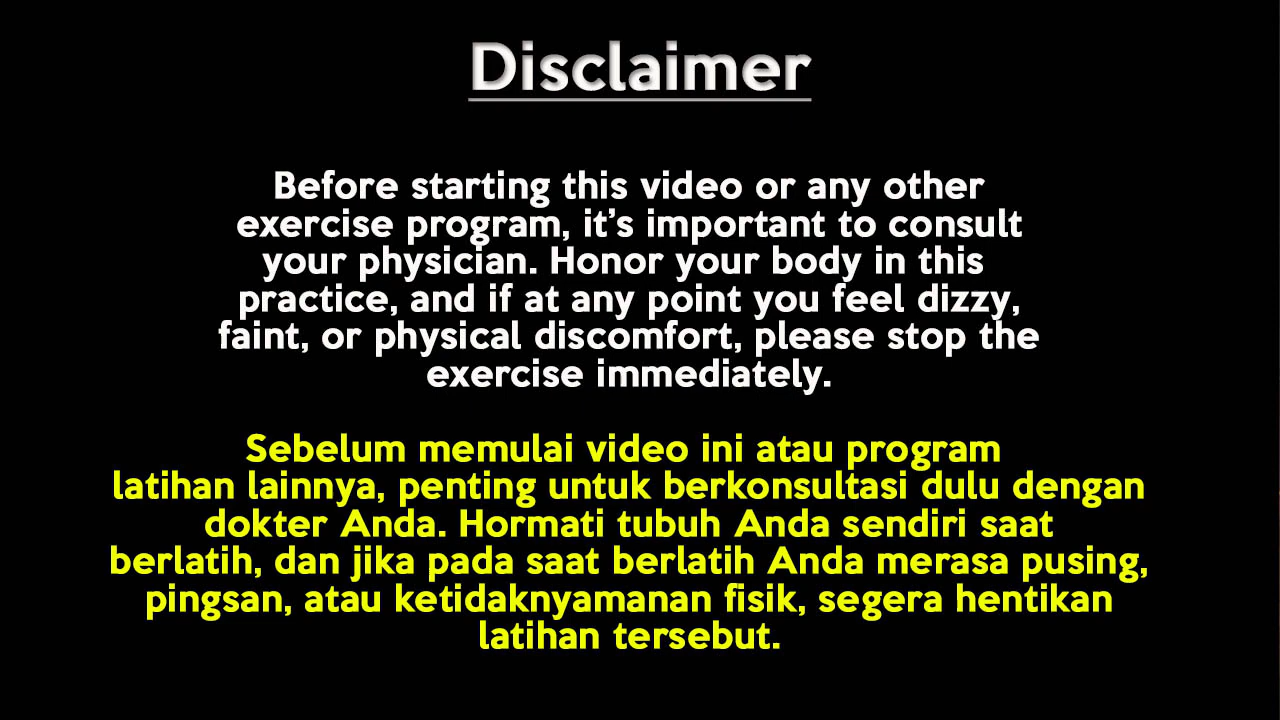 Disclaimer
Before starting this video or any other
exercise program, it's important to consult
your physician. Honor your body in this
practice, and if at any point you feel dizzy,
faint, or physical discomfort, please stop the
exercise immediately.
Sebelum memulai video ini atau program
latihan lainnya, penting untuk berkonsultasi dulu dengan
dokter Anda. Hormati tubuh Anda sendiri saat
berlatih, dan jika pada saat berlatih Anda merasa pusing,
pingsan, atau ketidaknyamanan fisik, segera hentikan
latihan tersebut.